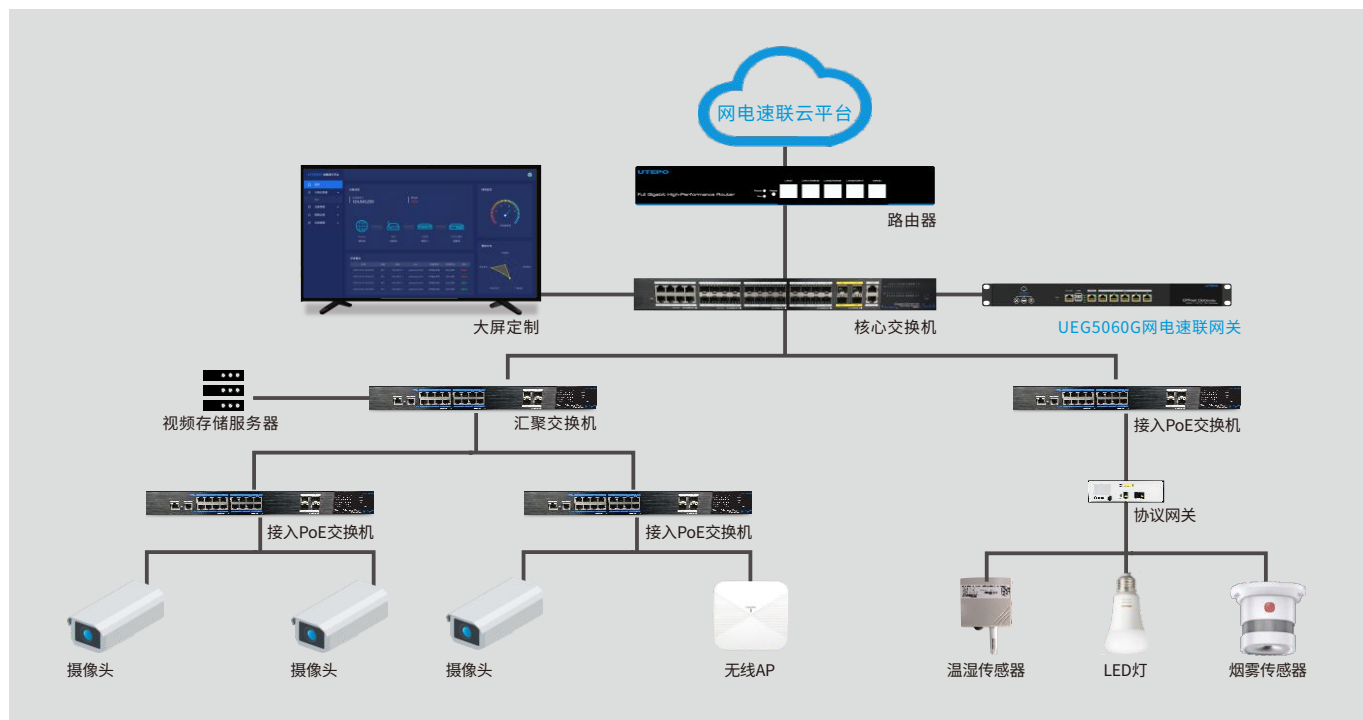 网电速联云平台
UTEPO
Full Gigabit High-Performance Router
路由器
大屏定制
核心交换机
UEG5060G网电速联网关
视频存储服务器
汇聚交换机
接入PoE交换机
接入PoE交换机
接入PoE交换机
协议网关
摄像头
摄像头
摄像头
无线AP
温湿传感器
LED灯
烟雾传感器